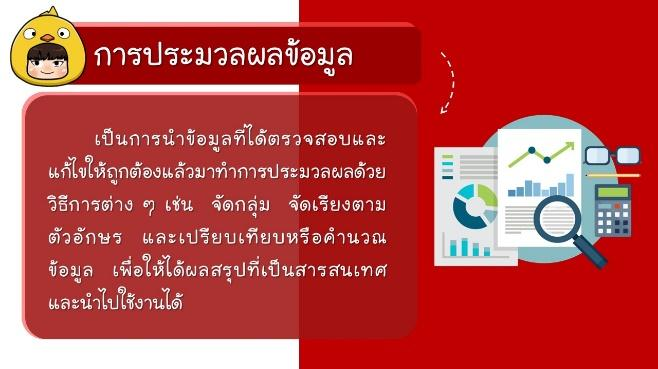 การประมวลผลข้อมูล
เป็นการนำข้อมูลที่ได้ตรวจสอบและ
แก้ไขให้ถูกต้องแล้วมาทำการประมวลผลด้วย
วิธีการต่าง ๆ เช่น จัดกลุ่ม จัดเรียงตาม
ตัวอักษร และเปรียบเทียบหรือคำนวณ
ข้อมูล เพื่อให้ได้ผลสรุปที่เป็นสารสนเทศ
และนำไปใช้งานได้